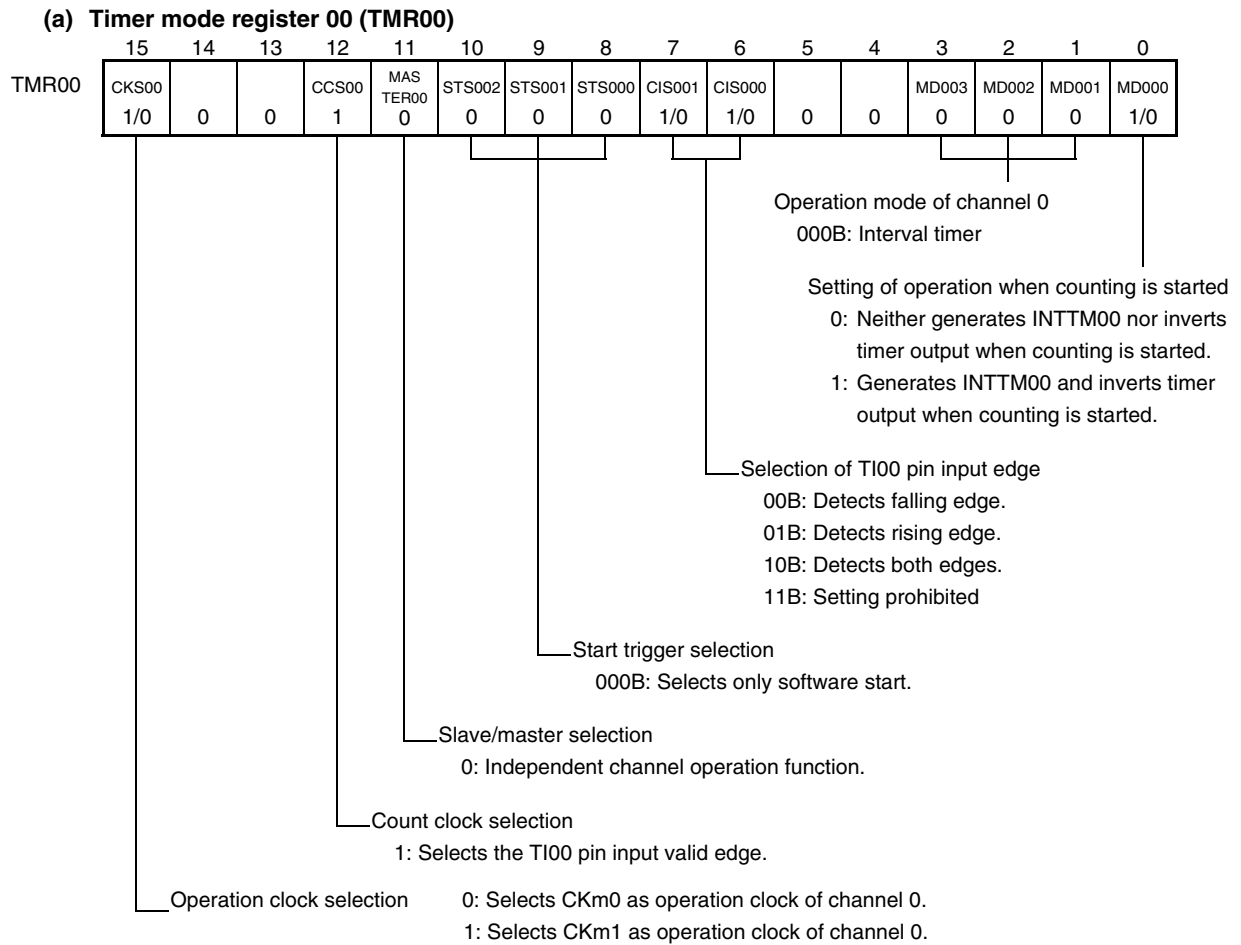 (a) Timer mode register 00 (TMR00)
15 14 13 12 11 10 9 8 7 6 5 4 3 2 1 0
TMR00 CKS00 CCS00 MAS TER00 STS002 STS001 STS000 CIS001 CIS000 MD003 MD002 MD001 MD000
1/0 0 0 1 0 0 0 0 1/0 1/0 0 0 0 0 0 1/0
Operation mode of channel 0
000B: Interval timer
Setting of operation when counting is started
0: Neither generates INTTM00 nor inverts
timer output when counting is started.
1: Generates INTTM00 and inverts timer
output when counting is started.
Selection of TI00 pin input edge
00B: Detects falling edge.
01B: Detects rising edge.
10B: Detects both edges.
11B: Setting prohibited
Start trigger selection
000B: Selects only software start.
Slave/master selection
0: Independent channel operation function.
Count clock selection
1: Selects the TI00 pin input valid edge.
Operation clock selection 0: Selects CKm0 as operation clock of channel 0.
1: Selects CKm1 as operation clock of channel 0.